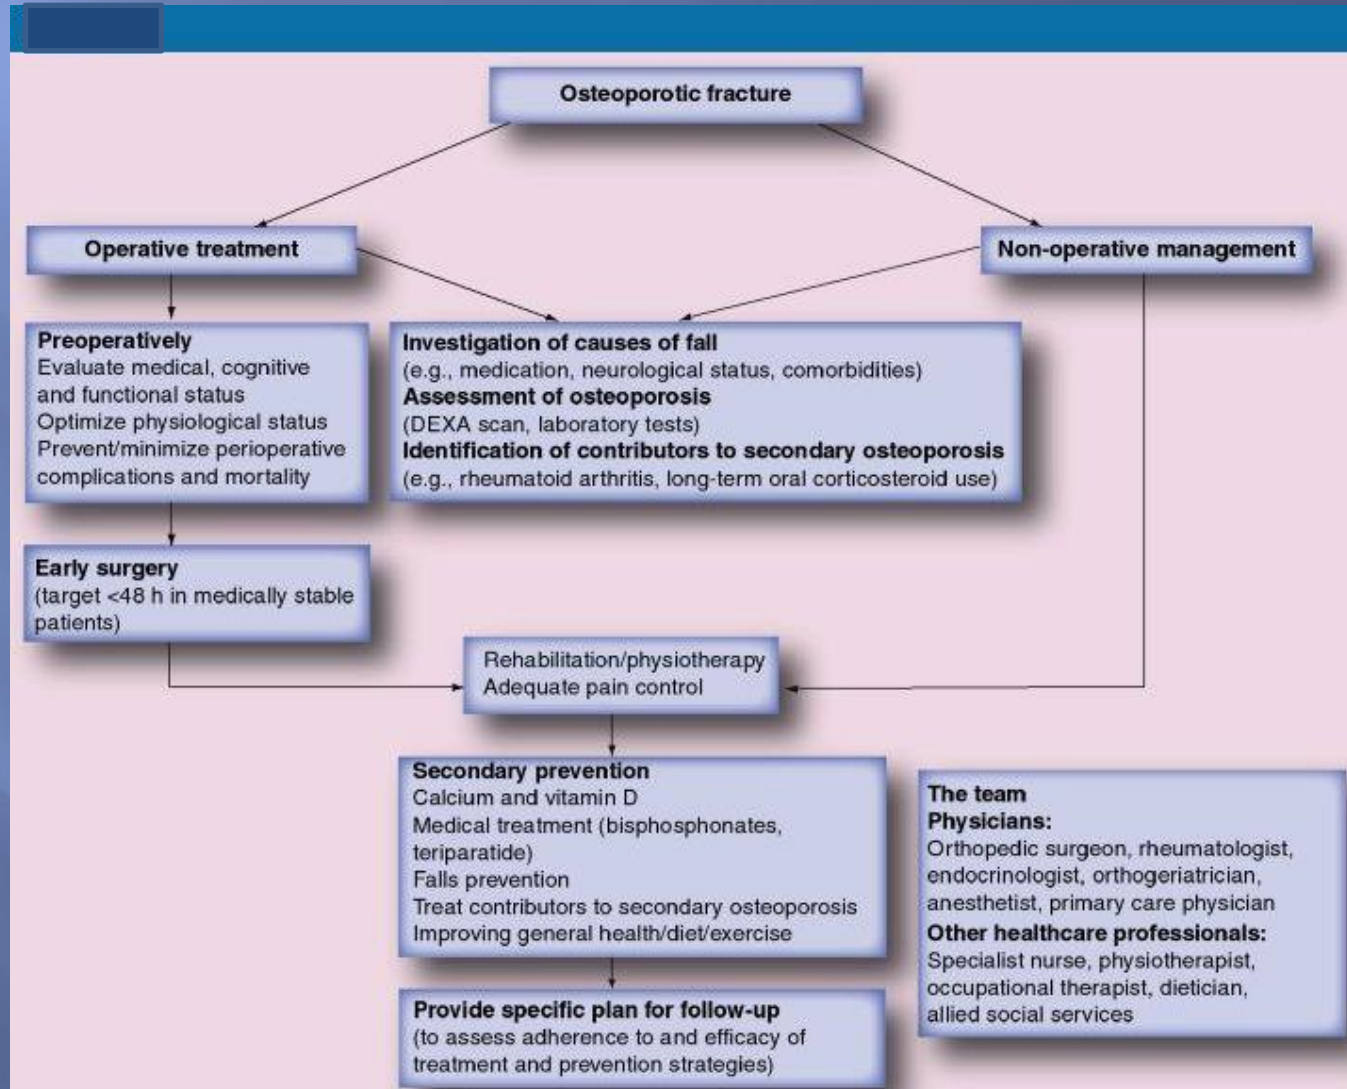 Osteoporotic fracture
Operative treatment
Non-operative management
Preoperatively
Evaluate medical, cognitive
and functional status
Optimize physiological status
Prevent/minimize perioperative
complications and mortality
Investigation of causes of fall
(e.g., medication, neurological status, comorbidities)
Assessment of osteoporosis
(DEXA scan, laboratory tests)
Identification of contributors to secondary osteoporosis
(e.g., rheumatoid arthritis, long-term oral corticosteroid use)
Early surgery
(target <48 h in medically stable
patients)
Rehabilitation/physiotherapy
Adequate pain control
Secondary prevention
Calcium and vitamin D
Medical treatment (bisphosphonates,
teriparatide)
Falls prevention
Treat contributors to secondary osteoporosis
Improving general health/diet/exercise
The team
Physicians:
Orthopedic surgeon, rheumatologist,
endocrinologist, orthogeriatrician,
anesthetist, primary care physician
Other healthcare professionals:
Specialist nurse, physiotherapist,
occupational therapist, dietician,
allied social services
Provide specific plan for follow-up
(to assess adherence to and efficacy of
treatment and prevention strategies)